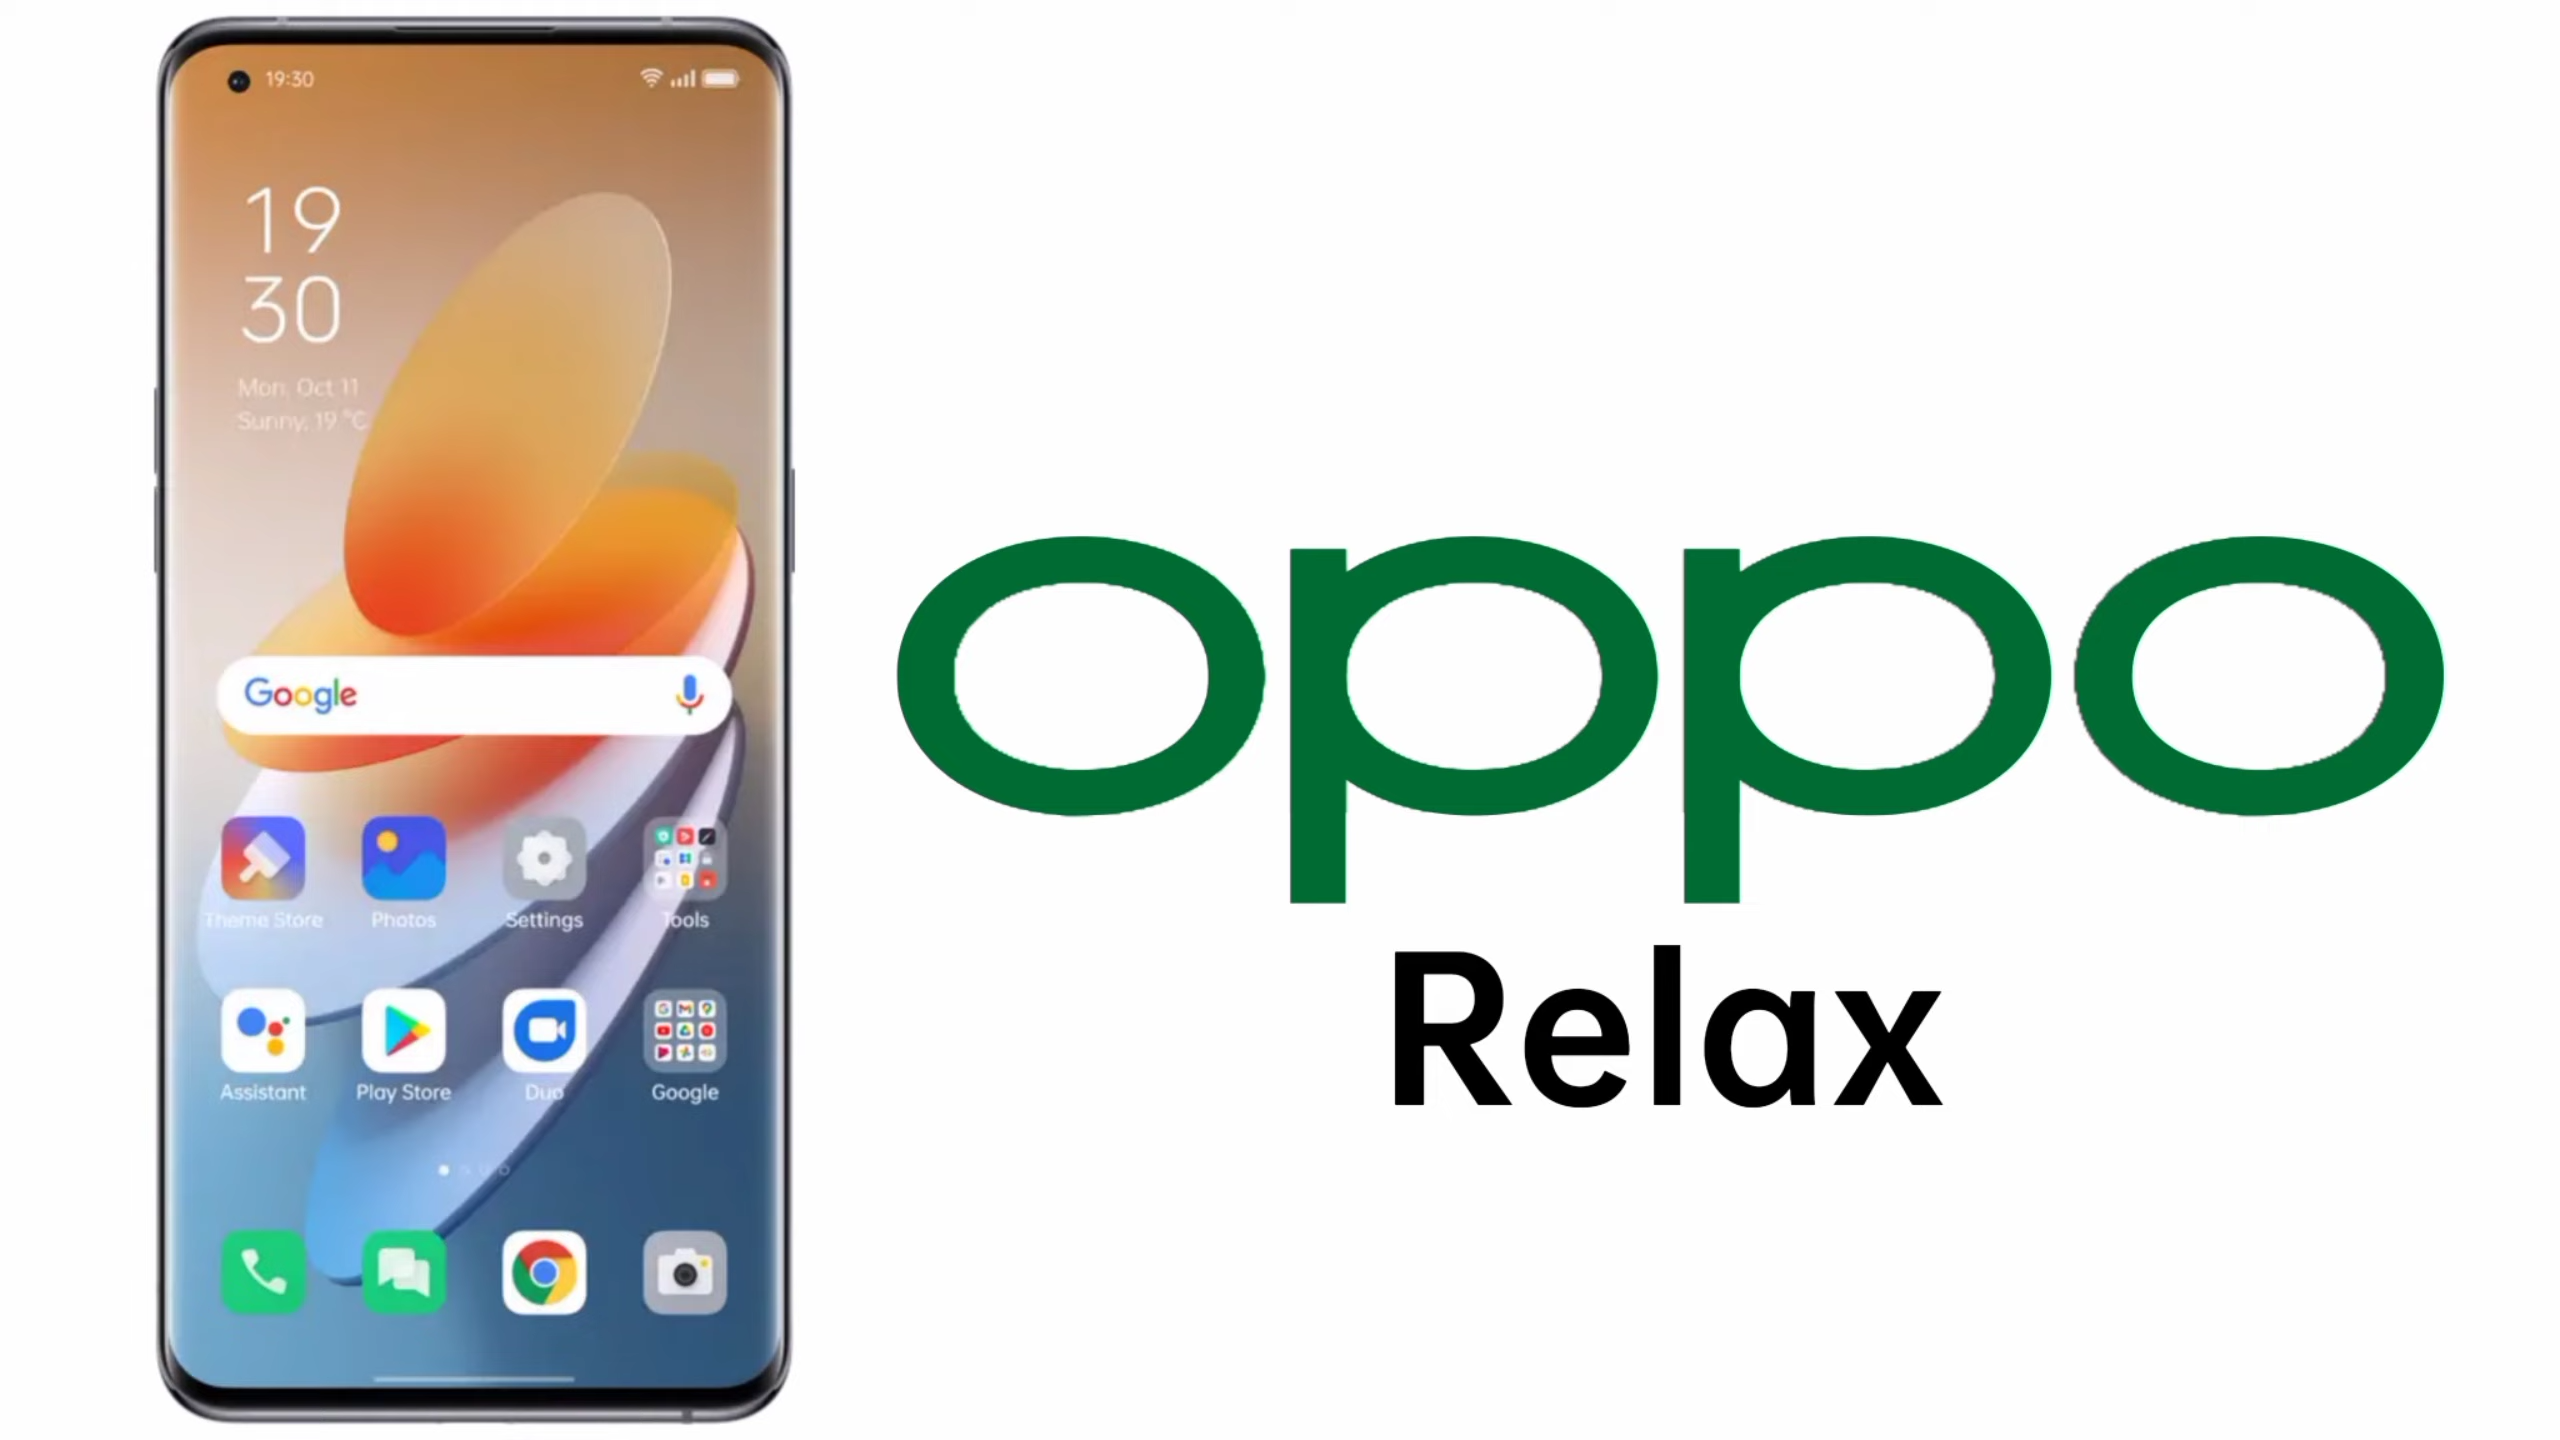 19:30
19
30
Mon, Oct 11
Sunny, 19 °C
Google
Theme Store Photos Settings Tools
Assistant Play Store Duo Google
oppo
Relax